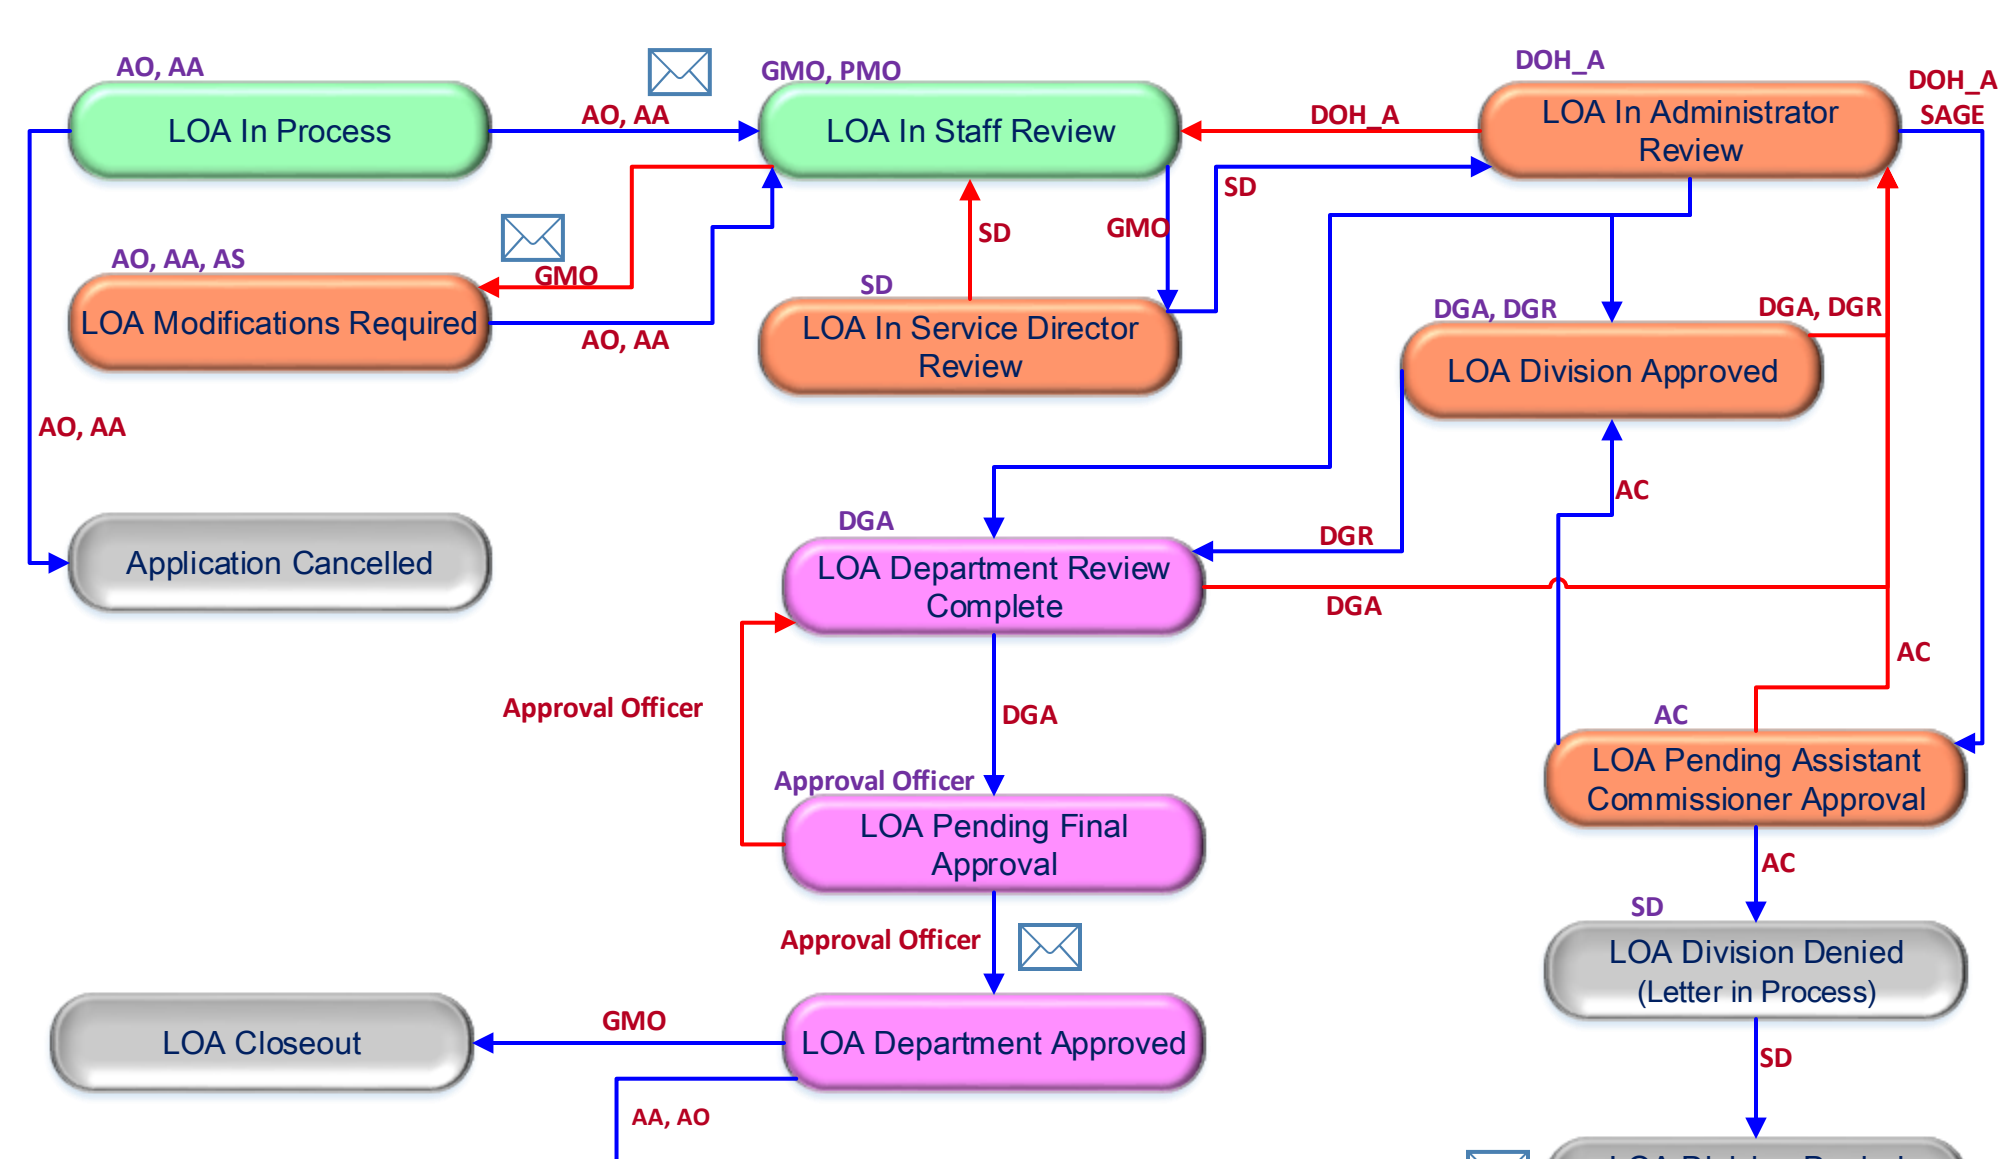 AO, AA
GMO, PMO
DOH_A
DOH_A
SAGE
LOA In Process
AO, AA
LOA In Staff Review
DOH_A
LOA In Administrator
Review
AO, AA, AS
GMO
LOA Modifications Required
AO, AA
SD
GMO
SD
SD
LOA In Service Director
Review
DGA, DGR
DGA, DGR
LOA Division Approved
AO, AA
AC
Application Cancelled
DGA
DGR
LOA Department Review
Complete
DGA
AC
Approval Officer
DGA
AC
Approval Officer
LOA Pending Final
Approval
LOA Pending Assistant
Commissioner Approval
AC
Approval Officer
SD
LOA Division Denied
(Letter in Process)
GMO
LOA Closeout
LOA Department Approved
SD
AA, AO